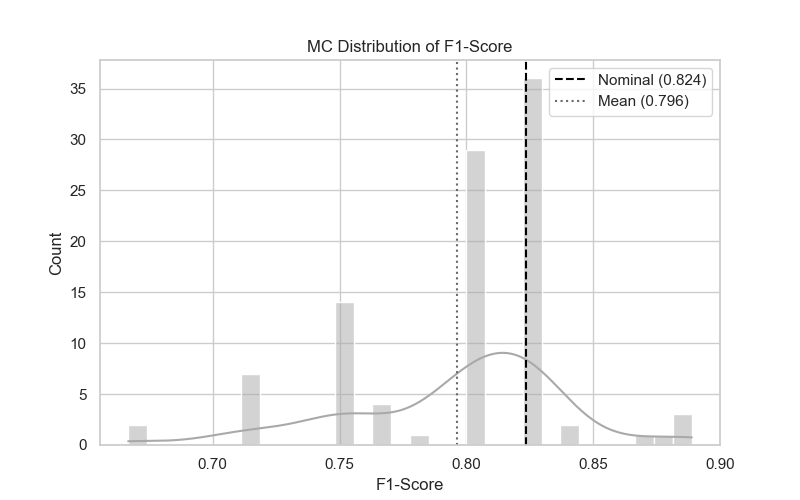 MC Distribution of F1-Score
Nominal (0.824)
Mean (0.796)
Count
35
30
25
20
15
10
5
0
0.70 0.75 0.80 0.85 0.90
F1-Score